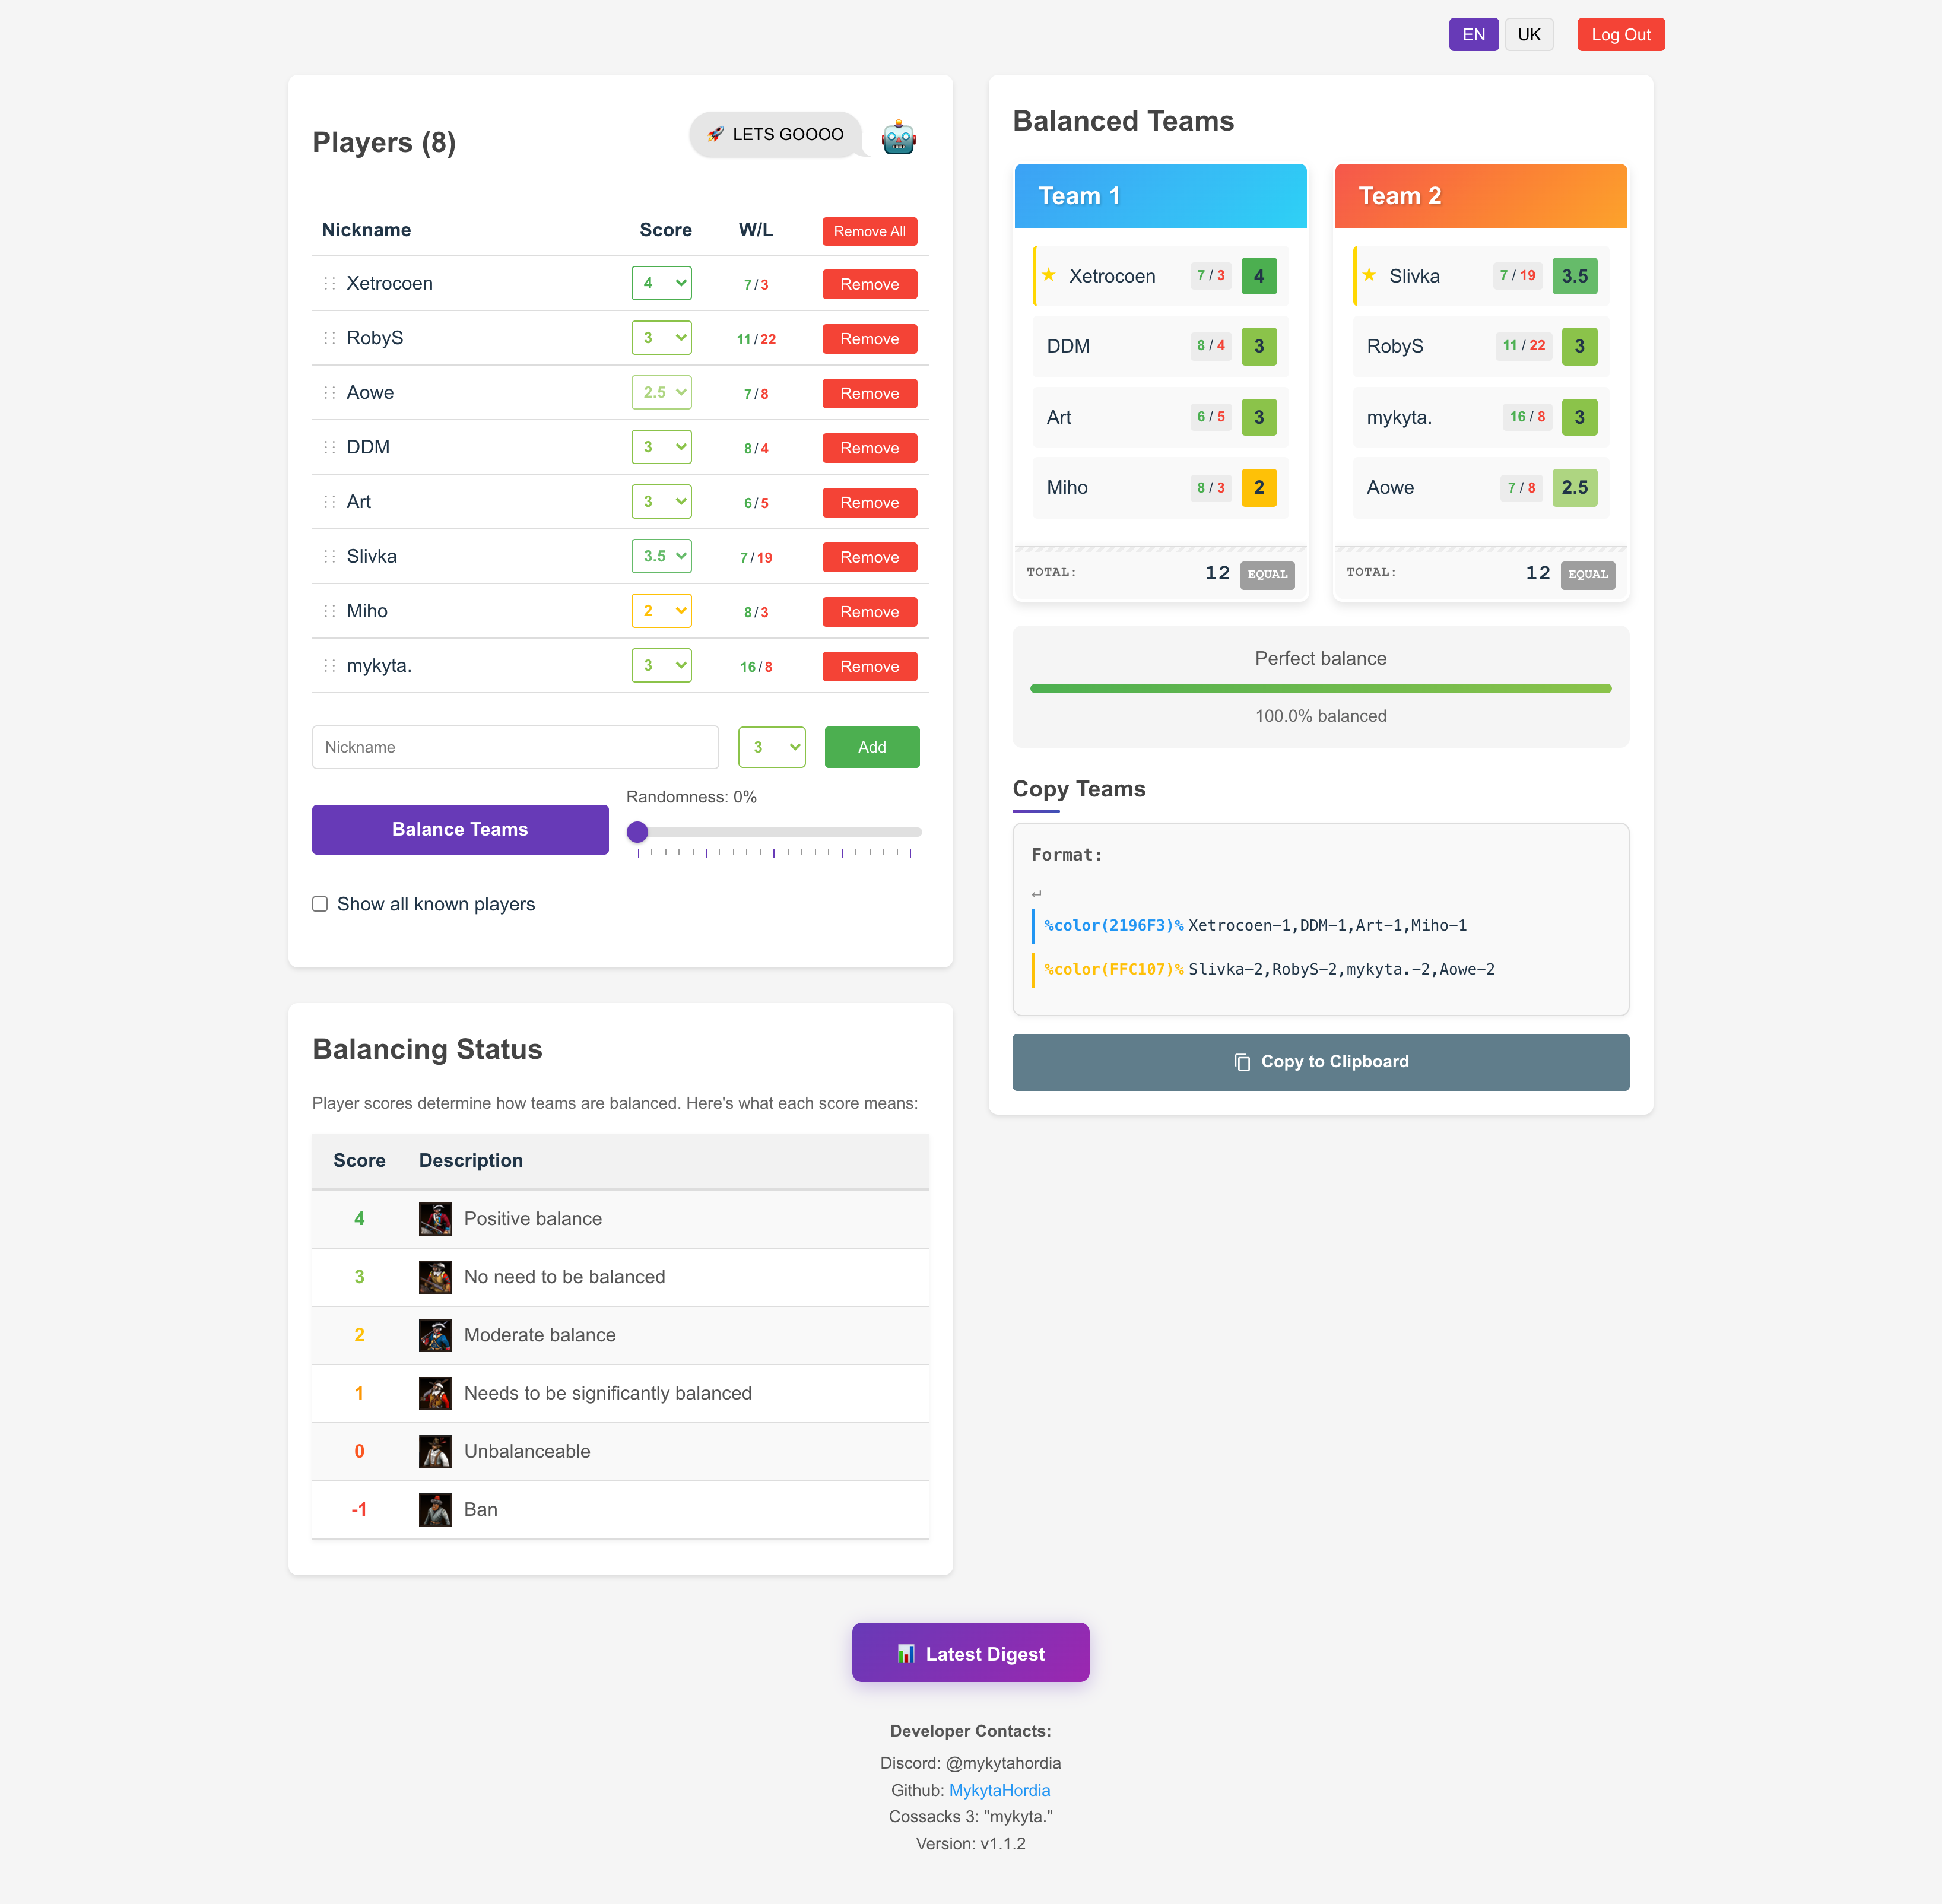 EN UK Log Out
Players (8)
🚀 LETS GOOOO
Nickname Score W/L Remove All
Xetrocoen 4 7/3 Remove
RobyS 3 11/22 Remove
Aowe 2.5 7/8 Remove
DDM 3 8/4 Remove
Art 3 6/5 Remove
Slivka 3.5 7/19 Remove
Miho 2 8/3 Remove
mykyta. 3 16/8 Remove
Nickname 3 Add
Randomness: 0%
Balance Teams
Show all known players
Balancing Status
Player scores determine how teams are balanced. Here's what each score means:
Score Description
4 Positive balance
3 No need to be balanced
2 Moderate balance
1 Needs to be significantly balanced
0 Unbalanceable
-1 Ban
Balanced Teams
Team 1
★ Xetrocoen 7 / 3 4
DDM 8 / 4 3
Art 6 / 5 3
Miho 8 / 3 2
TOTAL: 12 EQUAL
Team 2
★ Slivka 7 / 19 3.5
RobyS 11 / 22 3
mykyta. 16 / 8 3
Aowe 7 / 8 2.5
TOTAL: 12 EQUAL
Perfect balance
100.0% balanced
Copy Teams
Format:
↵
%color(2196F3)% Xetrocoen-1,DDM-1,Art-1,Miho-1
%color(FFC107)% Slivka-2,RobyS-2,mykyta.-2,Aowe-2
Copy to Clipboard
📊 Latest Digest
Developer Contacts:
Discord: @mykytahordia
Github: MykytaHordia
Cossacks 3: "mykyta."
Version: v1.1.2